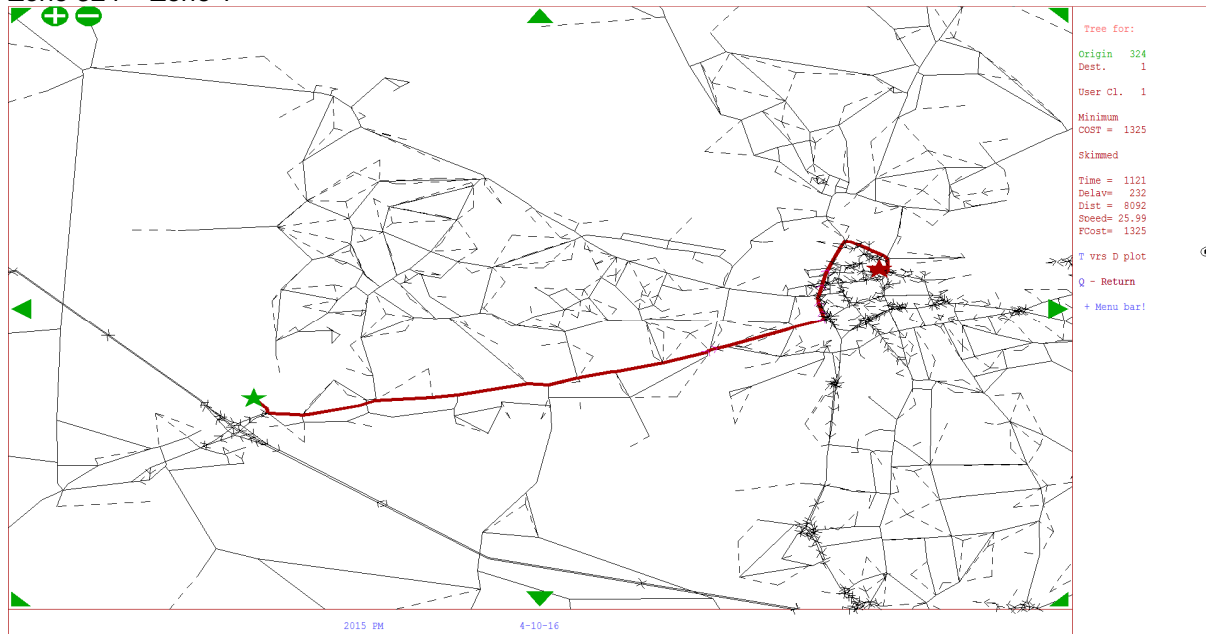 Tree for:
Origin 324
Dest. 1
User Cl. 1
Minimum
COST = 1325
Skimmed
Time = 1121
Delay= 232
Dist = 8092
Speed= 25.99
FCost= 1325
T vrs D plot
Q - Return
+ Menu bar!
2015 PM 4-10-16